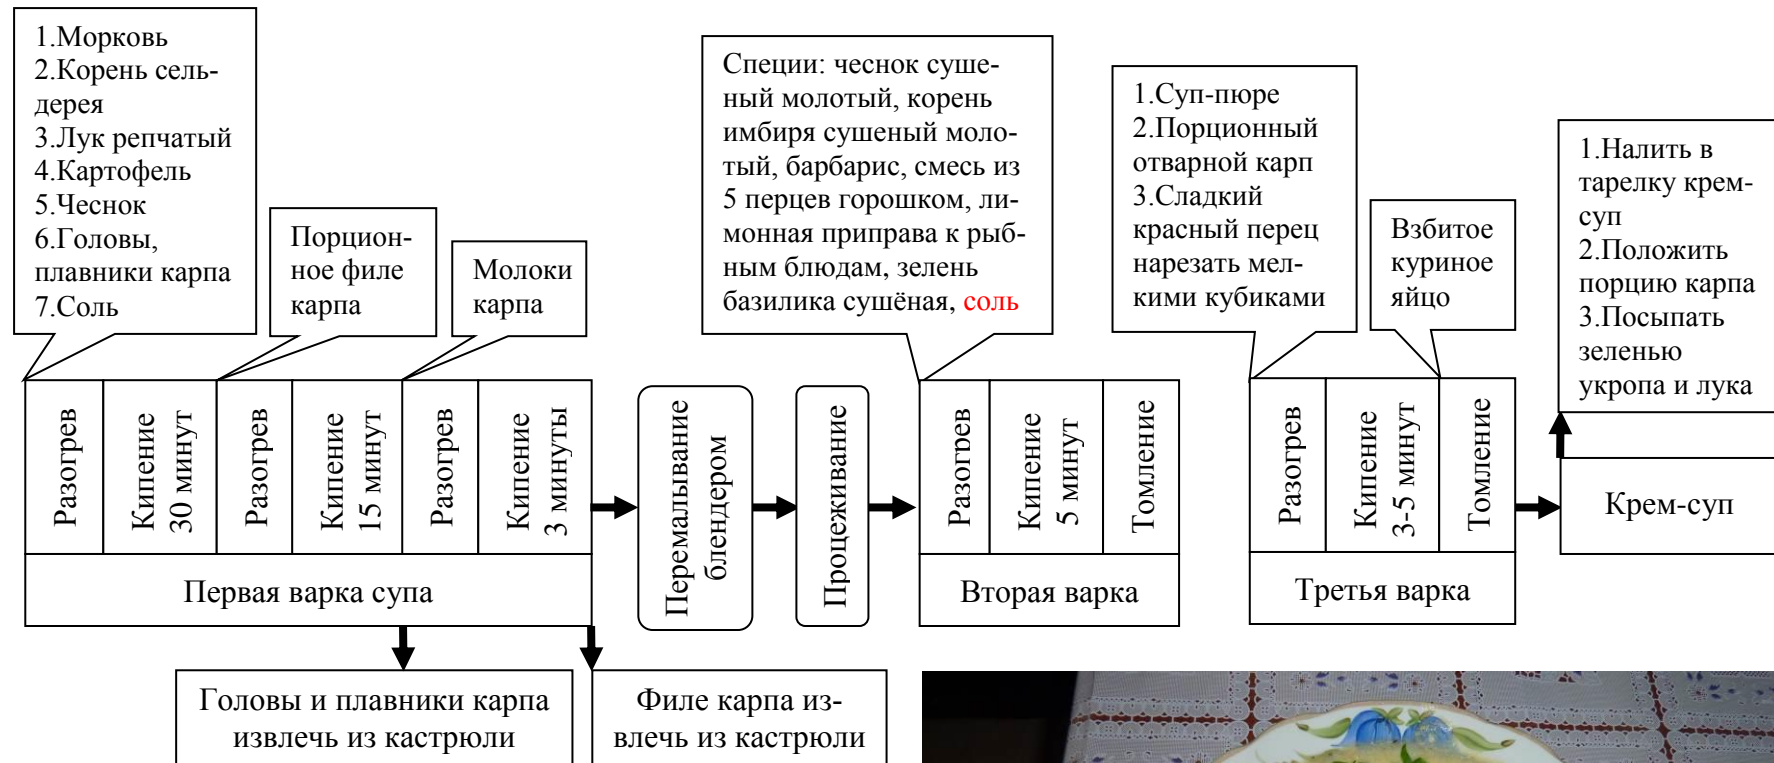 1.Морковь
2.Корень сель-
дерея
3.Лук репчатый
4.Картофель
5.Чеснок
6.Головы,
плавники карпа
7.Соль
Порцион-
ное филе
карпа
Молоки
карпа
Специи: чеснок суше-
ный молотый, корень
имбиря сушеный моло-
тый, барбарис, смесь из
5 перцев горошком, ли-
монная приправа к рыб-
ным блюдам, зелень
базилика сушёная, соль
1.Суп-пюре
2.Порционный
отварной карп
3.Сладкий
красный перец
нарезать мел-
кими кубиками
Взбитое
куриное
яйцо
1.Налить в
тарелку крем-
суп
2.Положить
порцию карпа
3.Посыпать
зеленью
укропа и лука
Разогрев
Кипение
30 минут
Разогрев
Кипение
15 минут
Разогрев
Кипение
3 минуты
Первая варка супа
Перемалывание
блендером
Процеживание
Разогрев
Кипение
5 минут
Томление
Вторая варка
Разогрев
Кипение
3-5 минут
Томление
Третья варка
Крем-суп
Головы и плавники карпа
извлечь из кастрюли
Филе карпа из-
влечь из кастрюли